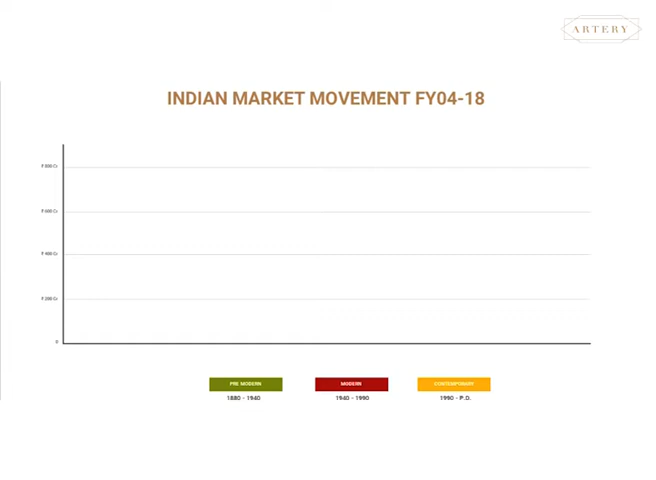 ARTERY
INDIAN MARKET MOVEMENT FY04-18
₹ 800 Cr
₹ 600 Cr
₹ 400 Cr
₹ 200 Cr
0
PRE MODERN
MODERN
CONTEMPORARY
1880 - 1940
1940 - 1990
1990 - P.D.